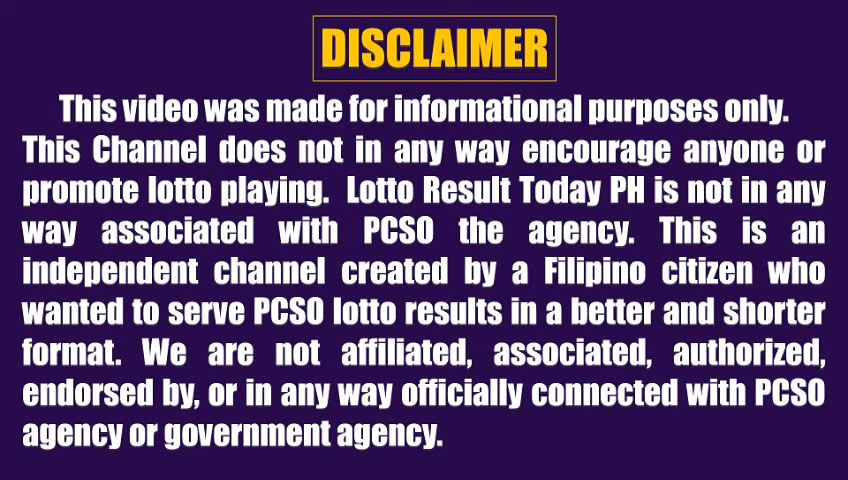 DISCLAIMER
This video was made for informational purposes only.
This Channel does not in any way encourage anyone or
promote lotto playing. Lotto Result Today PH is not in any
way associated with PCSO the agency. This is an
independent channel created by a Filipino citizen who
wanted to serve PCSO lotto results in a better and shorter
format. We are not affiliated, associated, authorized,
endorsed by, or in any way officially connected with PCSO
agency or government agency.